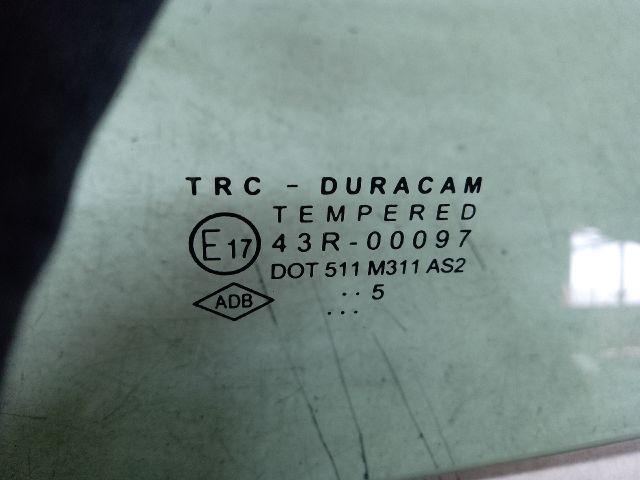 TRC - DURACAM
TEMPERED
E17 43R-00097
DOT 511 M311 AS2
ADB ..5
...